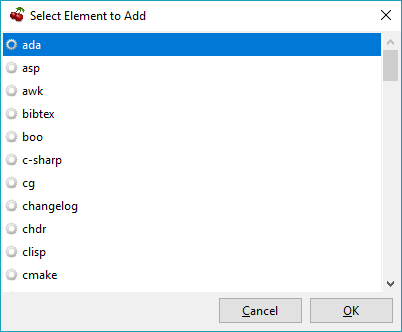 Select Element to Add
ada
asp
awk
bibtex
boo
c-sharp
cg
changelog
chdr
clisp
cmake
Cancel
OK